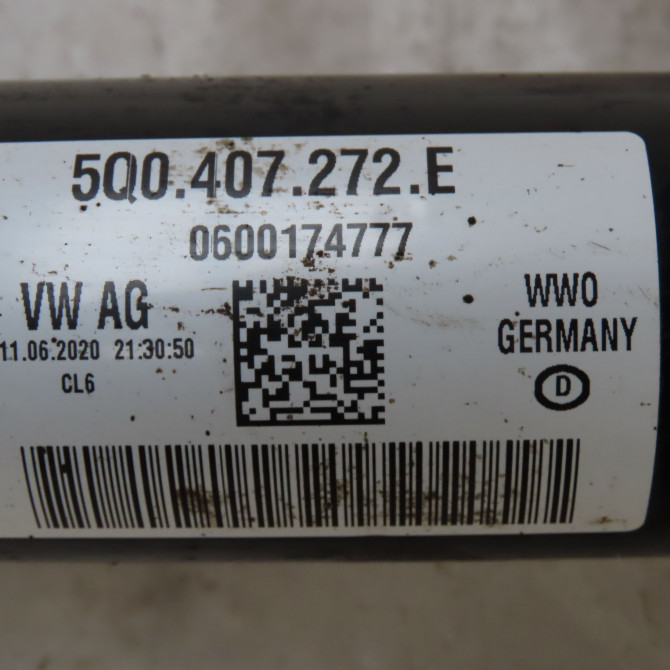 5Q0.407.272.E
0600174777
VW AG
11.06.2020 21:30:50
CL6
WWO
GERMANY
D